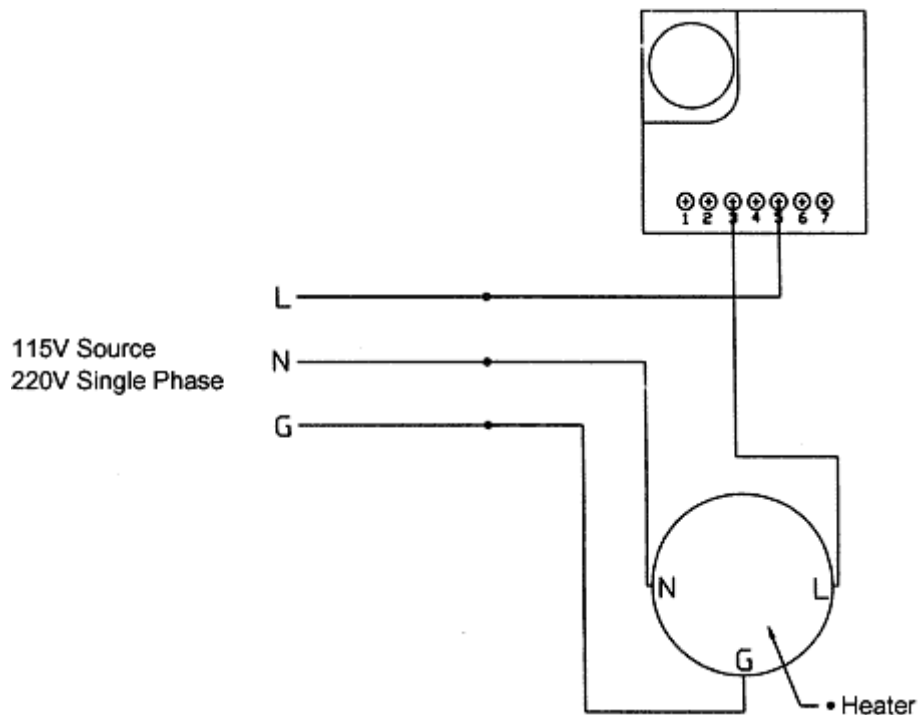 1 2 3 4 5 6 7
L
115V Source
220V Single Phase
N
G
N
L
G
• Heater